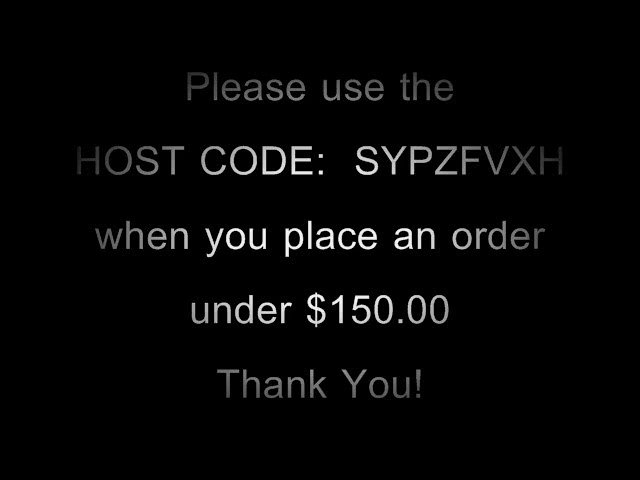 Please use the
HOST CODE: SYPZFVXH
when you place an order
under $150.00
Thank You!